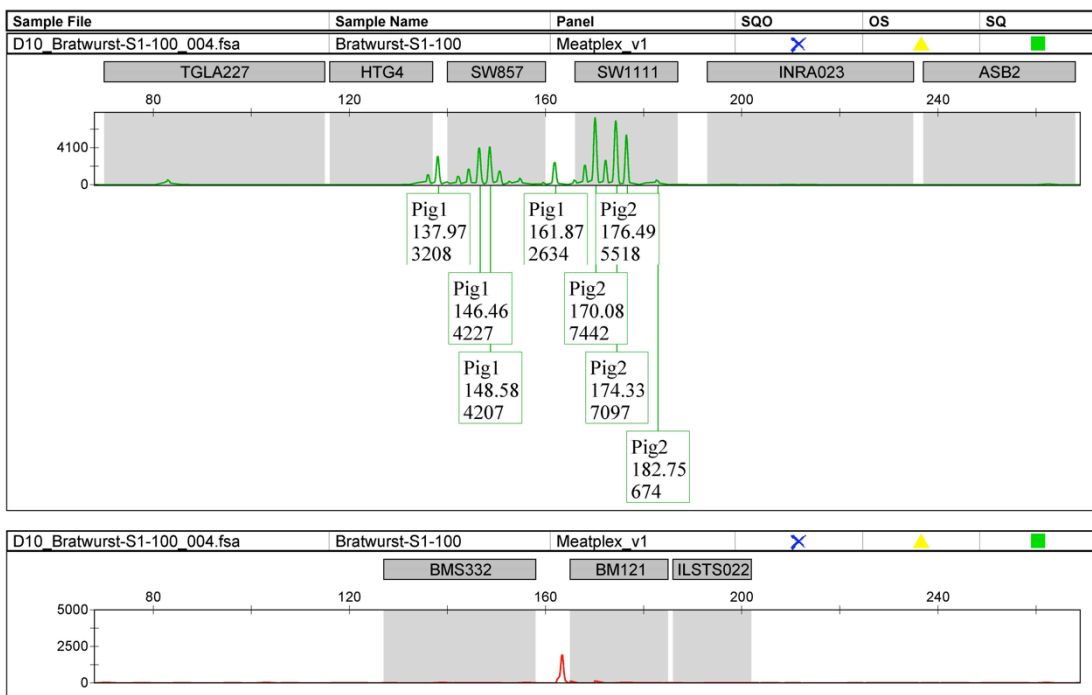 Sample File Sample Name Panel SQO OS SQ
D10_Bratwurst-S1-100_004.fsa Bratwurst-S1-100 Meatplex_v1
TGLA227 HTG4 SW857 SW1111 INRA023 ASB2
80 120 160 200 240
4100
0
Pig1 Pig1 Pig2
137.97 161.87 176.49
3208 2634 5518
Pig1 Pig2
146.46 170.08
4227 7442
Pig1 Pig2
148.58 174.33
4207 7097
Pig2
182.75
674
D10_Bratwurst-S1-100_004.fsa Bratwurst-S1-100 Meatplex_v1
BMS332 BM121 ILSTS022
80 120 160 200 240
5000
2500
0